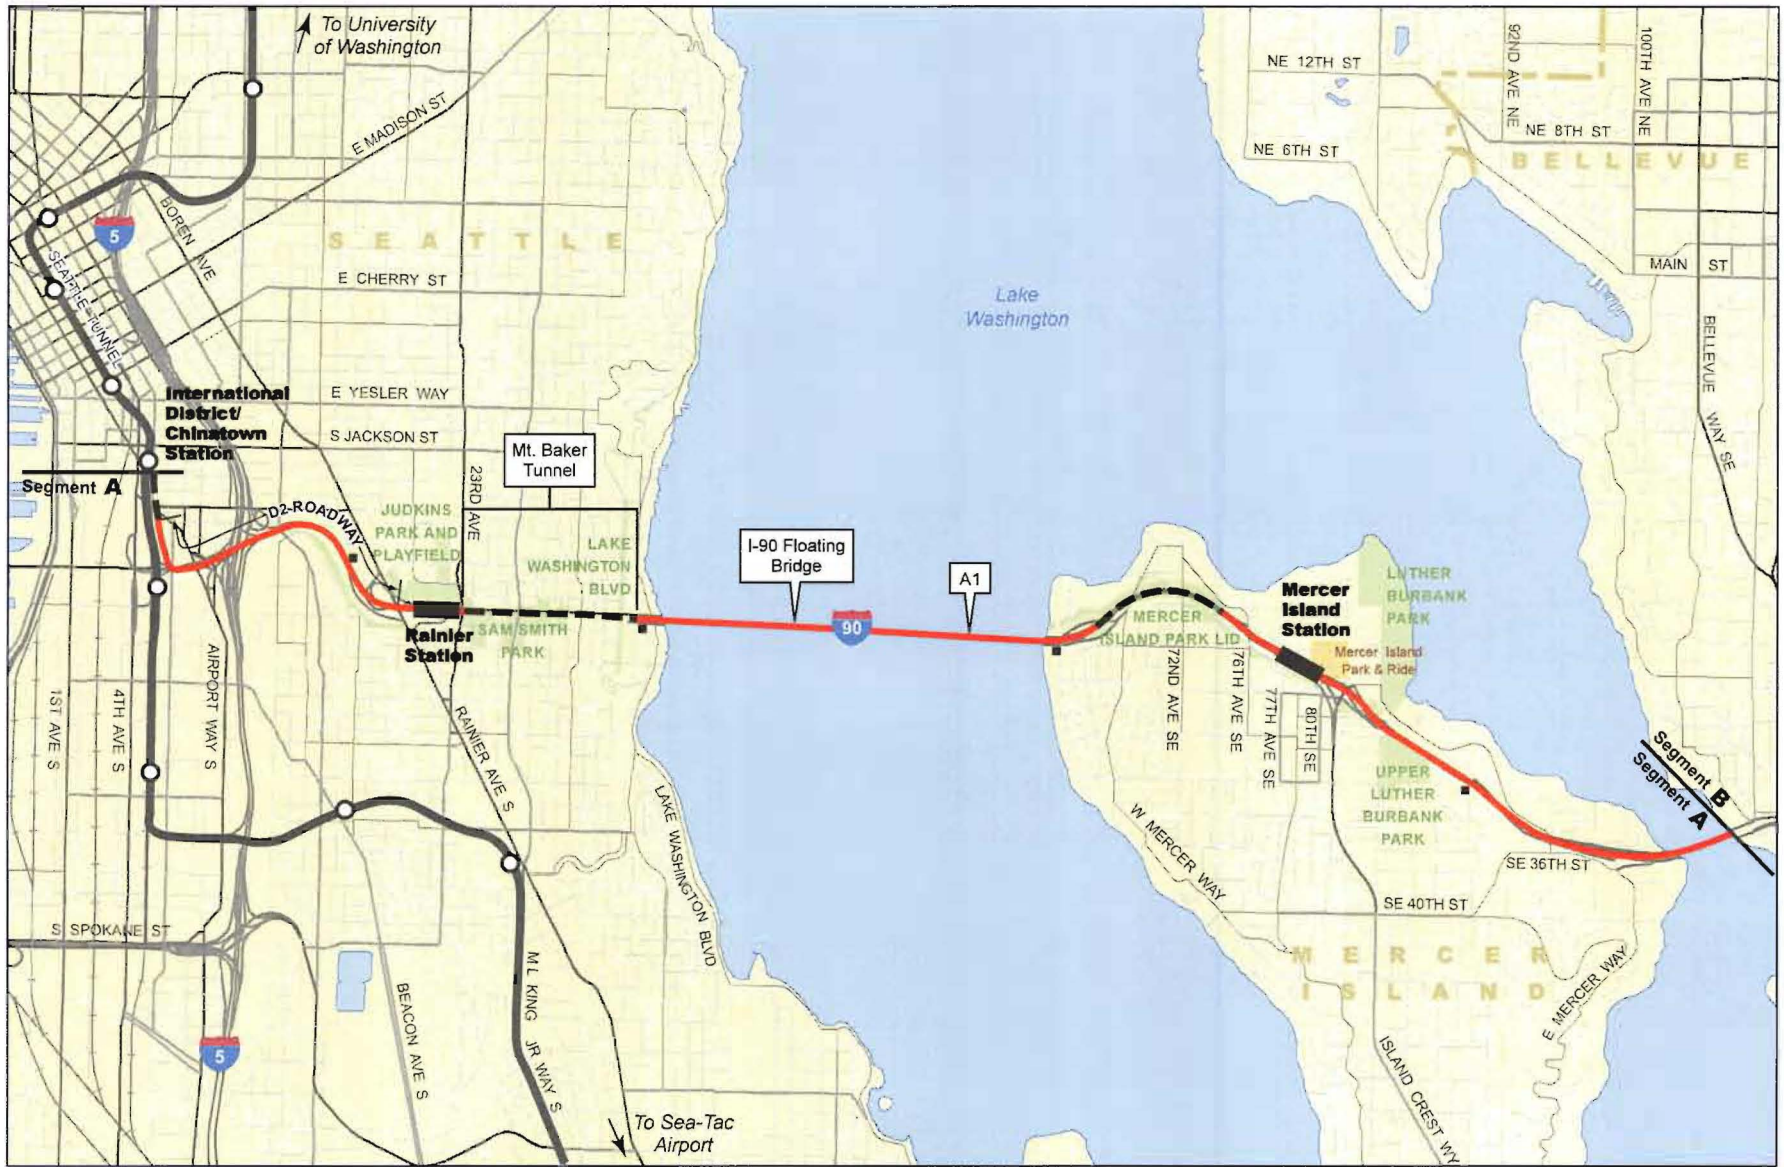 To University
of Washington
E MADISON ST
BOREN AVE
5
SEATTLE
SEATTLE TUNNEL
E CHERRY ST
International
District/
Chinatown
Station
E YESLER WAY
S JACKSON ST
Segment A
Mt. Baker
Tunnel
23RD AVE
D2-ROADWAY
JUDKINS
PARK AND
PLAYFIELD
LAKE
WASHINGTON
BLVD
Rainier
Station
SAM SMITH
PARK
Lake
Washington
I-90 Floating
Bridge
A1
90
NE 12TH ST
NE 6TH ST
92ND AVE NE
100TH AVE NE
NE 8TH ST
BELLEVUE
MAIN ST
BELLEVUE WAY SE
MERCER
ISLAND PARK LID
Mercer
Island
Station
LUTHER
BURBANK
PARK
Mercer Island
Park & Ride
72ND AVE SE
76TH AVE SE
77TH AVE SE
80TH SE
UPPER
LUTHER
BURBANK
PARK
Segment B
Segment A
SE 36TH ST
SE 40TH ST
W MERCER WAY
MERCER
ISLAND
E MERCER WAY
ISLAND CREST WY
1ST AVE S
4TH AVE S
AIRPORT WAY S
RAINIER AVE S
LAKE WASHINGTON BLVD
S SPOKANE ST
5
BEACON AVE S
M L KING JR WAY S
To Sea-Tac
Airport